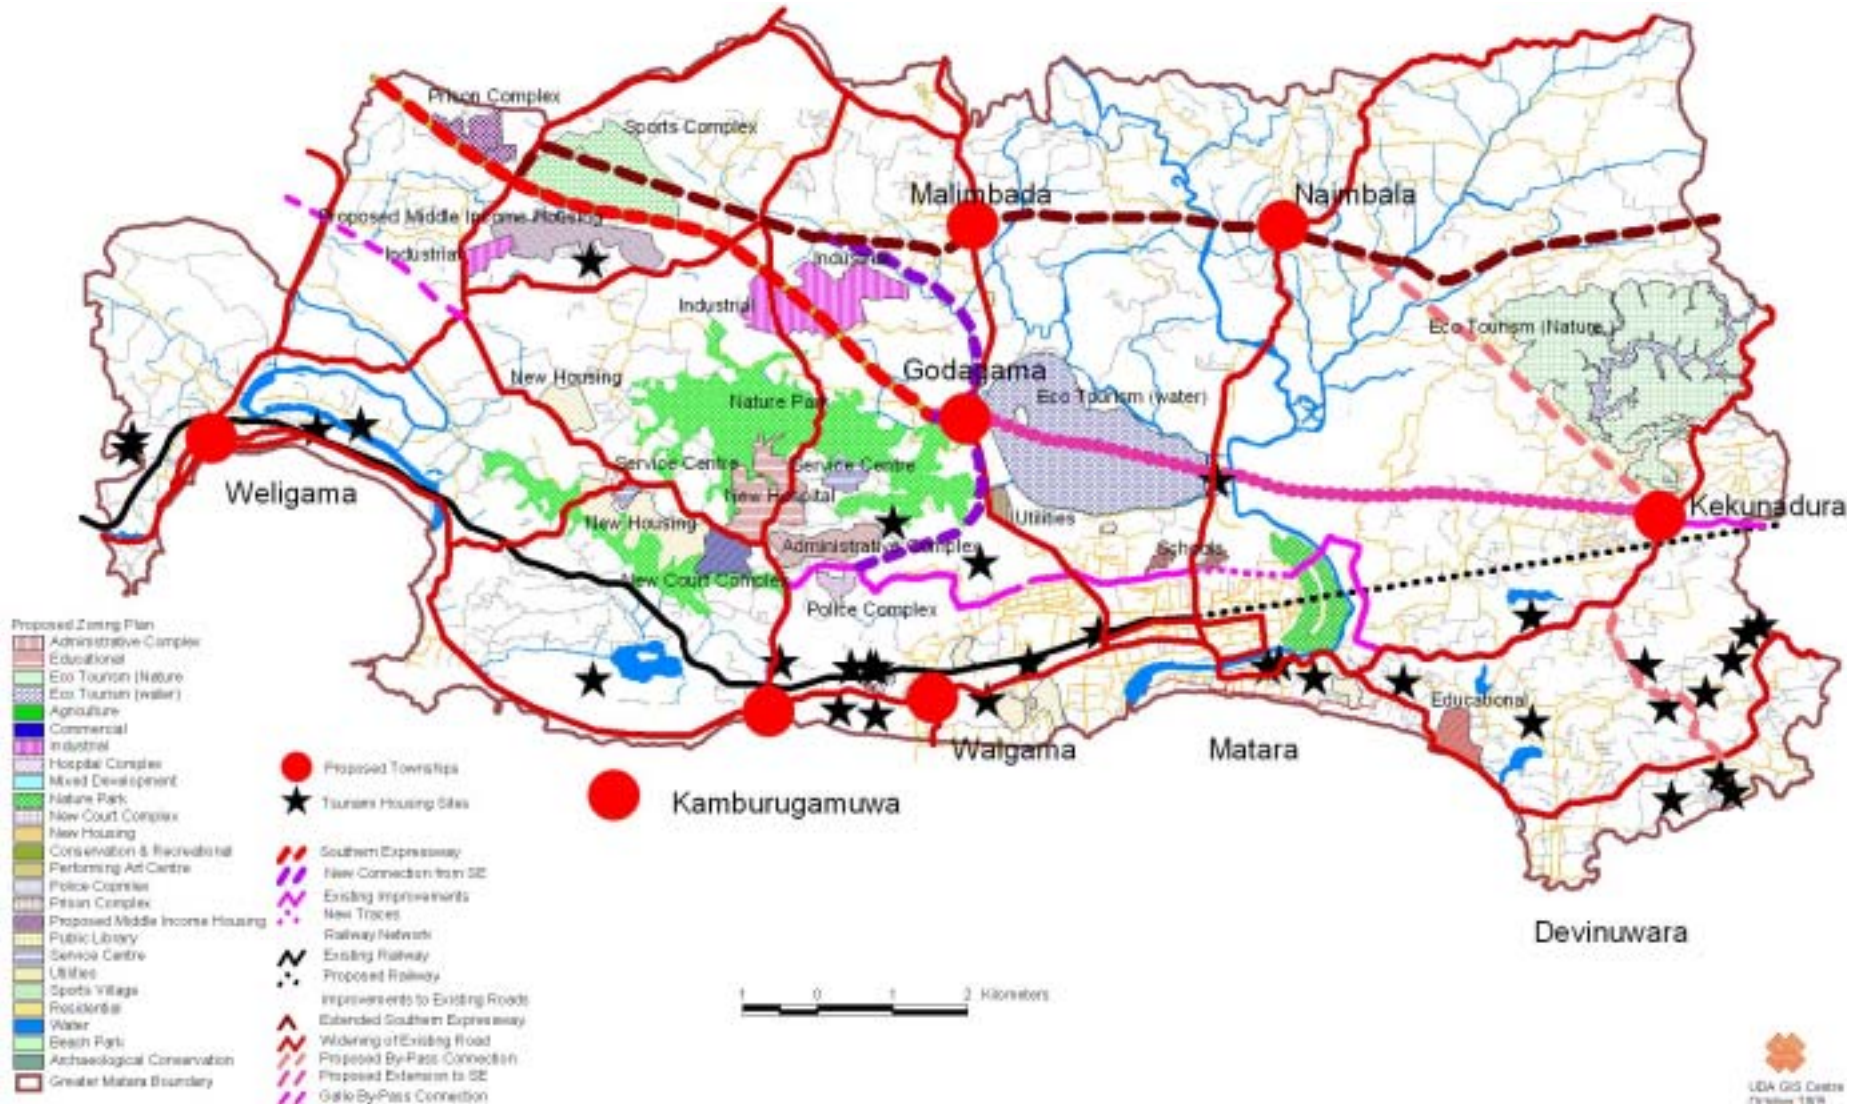 Prison Complex
Sports Complex
Malimbada
Naimbala
Proposed Middle Income Housing
Industrial
Industrial
Industrial
Eco Tourism (Nature
New Housing
Godagama
Nature Park
Eco Tourism (water)
Service Centre
Service Centre
Weligama
New Hospital
Kekunadura
New Housing
Utilities
Administrative Complex
Schools
New Court Complex
Police Complex
Educational
Walgama
Matara
Kamburugamuwa
Devinuwara
Proposed Zoning Plan
Administrative Complex
Educational
Eco Tourism (Nature
Eco Tourism (water)
Agriculture
Commercial
Industrial
Hospital Complex
Mixed Development
Nature Park
New Court Complex
New Housing
Conservation & Recreational
Performing Art Centre
Police Copmlex
Prison Complex
Proposed Middle Income Housing
Public Library
Service Centre
Utilities
Sports Village
Residential
Water
Beach Park
Archaeological Conservation
Greater Matara Boundary
Proposed Townships
Tsunami Housing Sites
Southern Expressway
New Connection from SE
Existing Improvements
New Traces
Railway Network
Existing Railway
Proposed Railway
Improvements to Existing Roads
Extended Southern Expressway
Widening of Existing Road
Proposed By-Pass Connection
Proposed Extension to SE
Galle By-Pass Connection
1 0 1 2 Kilometers
UDA GIS Centre
October